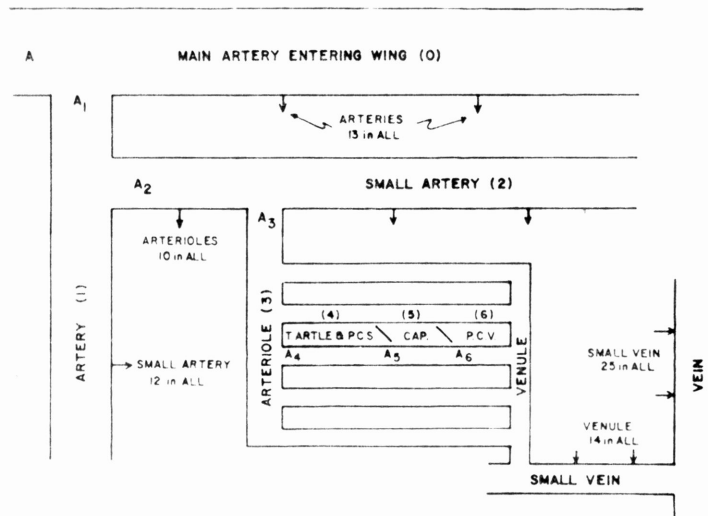 A MAIN ARTERY ENTERING WING (0)
A1
ARTERIES
13 in ALL
A2 SMALL ARTERY (2)
A3
ARTERIOLES
10 in ALL
ARTERY (1)
SMALL ARTERY
12 in ALL
ARTERIOLE (3)
(4) (5) (6)
T ARTLE & PCS CAP. P.C.V
A4 A5 A6
VENULE
SMALL VEIN
25 in ALL
VEIN
VENULE
14 in ALL
SMALL VEIN